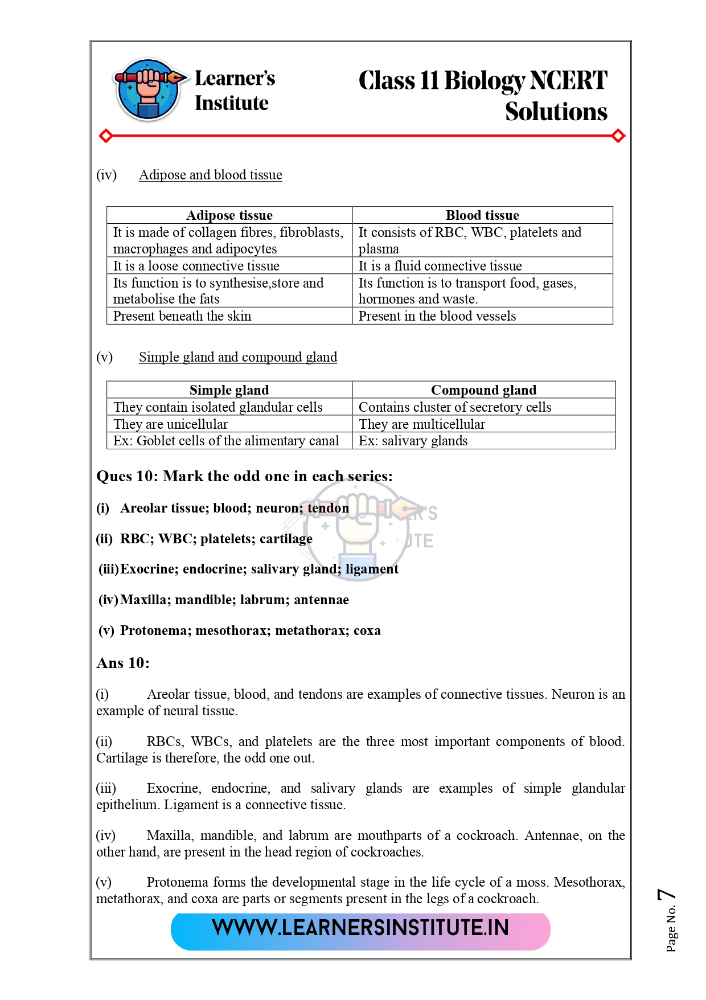 Learner's
Institute
Class 11 Biology NCERT
Solutions
(iv) Adipose and blood tissue
Adipose tissue Blood tissue
It is made of collagen fibres, fibroblasts, It consists of RBC, WBC, platelets and
macrophages and adipocytes plasma
It is a loose connective tissue It is a fluid connective tissue
Its function is to synthesise,store and Its function is to transport food, gases,
metabolise the fats hormones and waste.
Present beneath the skin Present in the blood vessels
(v) Simple gland and compound gland
Simple gland Compound gland
They contain isolated glandular cells Contains cluster of secretory cells
They are unicellular They are multicellular
Ex: Goblet cells of the alimentary canal Ex: salivary glands
Ques 10: Mark the odd one in each series:
(i) Areolar tissue; blood; neuron; tendon
(ii) RBC; WBC; platelets; cartilage
(iii)Exocrine; endocrine; salivary gland; ligament
(iv)Maxilla; mandible; labrum; antennae
(v) Protonema; mesothorax; metathorax; coxa
Ans 10:
(i) Areolar tissue, blood, and tendons are examples of connective tissues. Neuron is an
example of neural tissue.
(ii) RBCs, WBCs, and platelets are the three most important components of blood.
Cartilage is therefore, the odd one out.
(iii) Exocrine, endocrine, and salivary glands are examples of simple glandular
epithelium. Ligament is a connective tissue.
(iv) Maxilla, mandible, and labrum are mouthparts of a cockroach. Antennae, on the
other hand, are present in the head region of cockroaches.
(v) Protonema forms the developmental stage in the life cycle of a moss. Mesothorax,
metathorax, and coxa are parts or segments present in the legs of a cockroach.
WWW.LEARNERSINSTITUTE.IN
Page No. 7